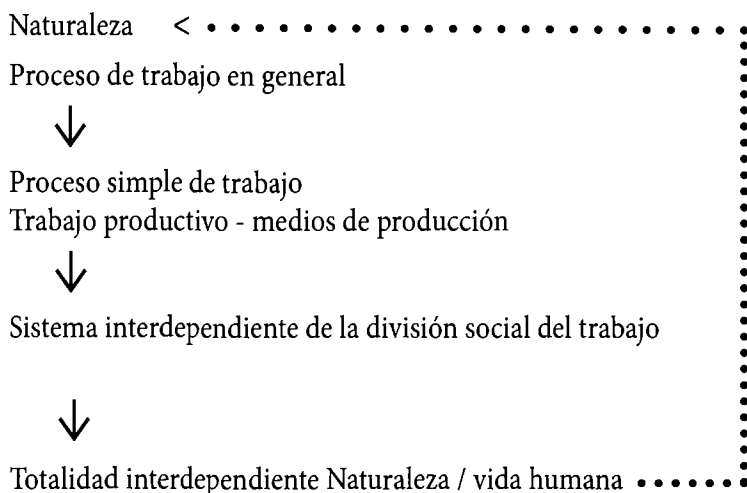 Naturaleza
Proceso de trabajo en general
Proceso simple de trabajo
Trabajo productivo - medios de producción
Sistema interdependiente de la división social del trabajo
Totalidad interdependiente Naturaleza / vida humana